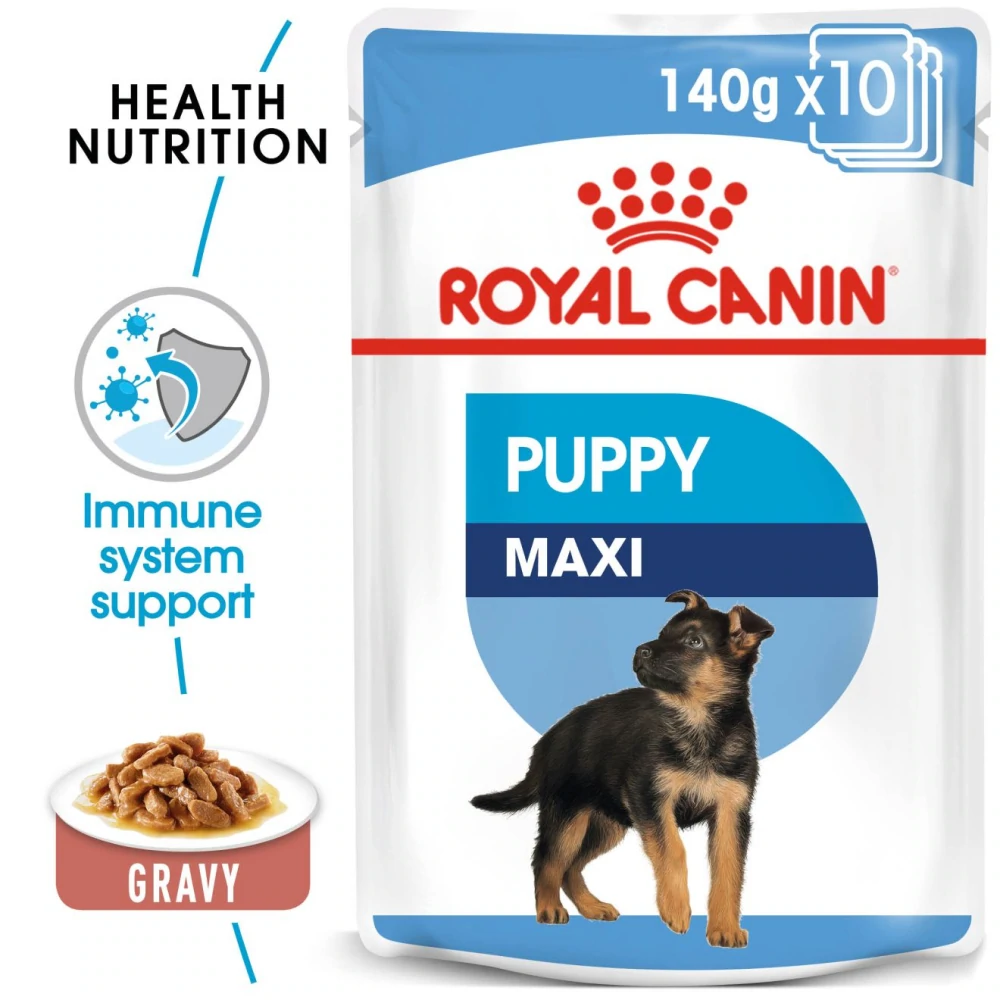 HEALTH
NUTRITION
Immune
system
support
GRAVY
140g x10
ROYAL CANIN®
PUPPY
MAXI